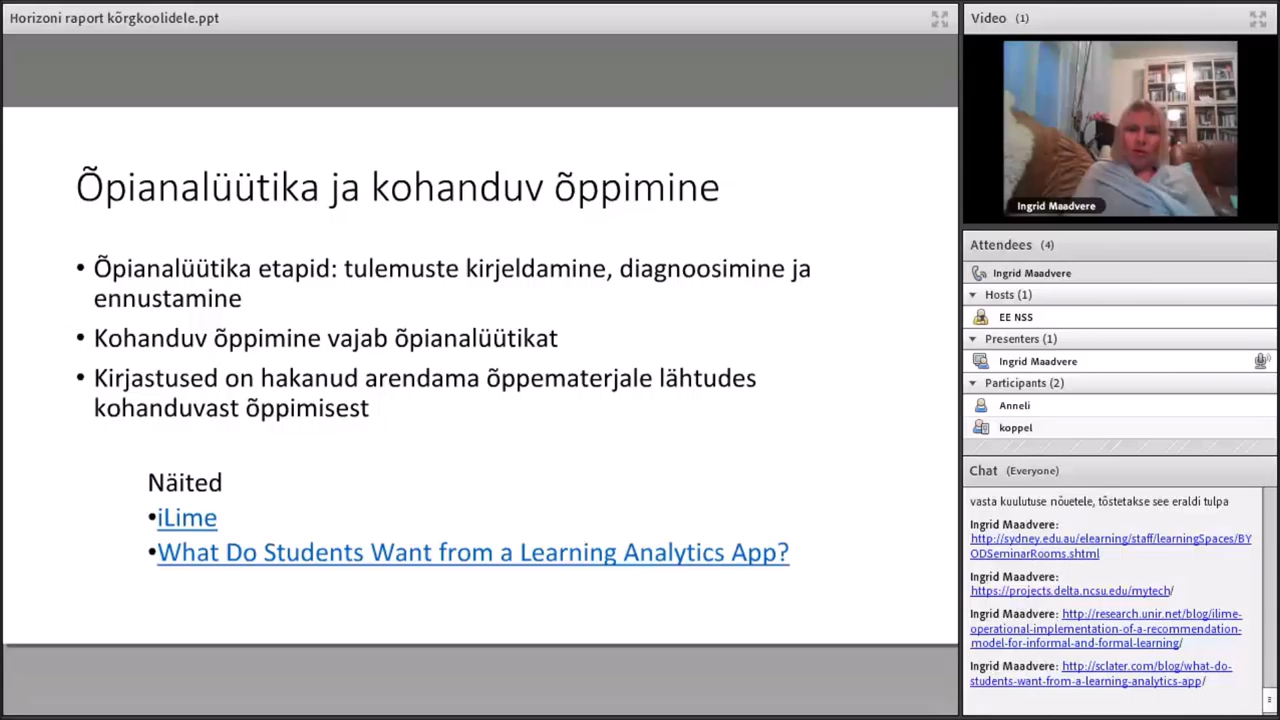 Horizoni raport kõrgkoolidele.ppt
Õpianalüütika ja kohanduv õppimine
• Õpianalüütika etapid: tulemuste kirjeldamine, diagnoosimine ja
ennustamine
• Kohanduv õppimine vajab õpianalüütikat
• Kirjastused on hakanud arendama õppematerjale lähtudes
kohanduvast õppimisest
Näited
•iLime
•What Do Students Want from a Learning Analytics App?
Video (1)
Ingrid Maadvere
Attendees (4)
Ingrid Maadvere
Hosts (1)
EE NSS
Presenters (1)
Ingrid Maadvere
Participants (2)
Anneli
koppel
Chat (Everyone)
vasta kuulutuse nõuetele, tõstetakse see eraldi tulpa
Ingrid Maadvere:
http://sydney.edu.au/elearning/staff/learningSpaces/BY
ODSeminarRooms.shtml
Ingrid Maadvere:
https://projects.delta.ncsu.edu/mytech/
Ingrid Maadvere: http://research.unir.net/blog/ilime-
operational-implementation-of-a-recommendation-
model-for-informal-and-formal-learning/
Ingrid Maadvere: http://sclater.com/blog/what-do-
students-want-from-a-learning-analytics-app/